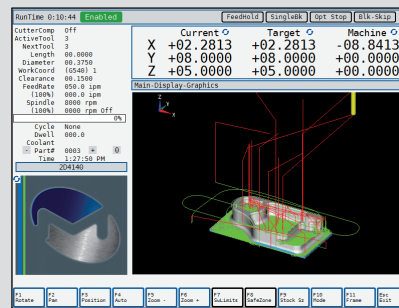 RunTime 0:10:44 Enabled FeedHold SingleBk Opt Stop Blk-Skip
CutterComp Off
ActiveTool 3
NextTool 3
Length 00.0000
Diameter 00.3750
Clearance 00.1500
WorkCoord (G540) 1
FeedRate 050.0 ipm
(100%) 000.0 ipm
Spindle 0000 rpm
(100%) 0000 rpm Off
0%
Cycle None
Dwell 000.0
Coolant
- Part# 0003 + 0
Time 1:27:50 PM
2D4140
Current Target Machine
X +02.2813 +02.2813 -08.8413
Y +08.0000 +08.0000 +00.0000
Z +05.0000 +05.0000 +00.0000
Main-Display-Graphics
F1 Rotate
F2 Pan
F3 Position
F4 Auto
F5 Zoom -
F6 Zoom +
F7 SwLimits
F8 SafeZone
F9 Stock Sz
F10 Mode
F11 Frame
Esc Exit